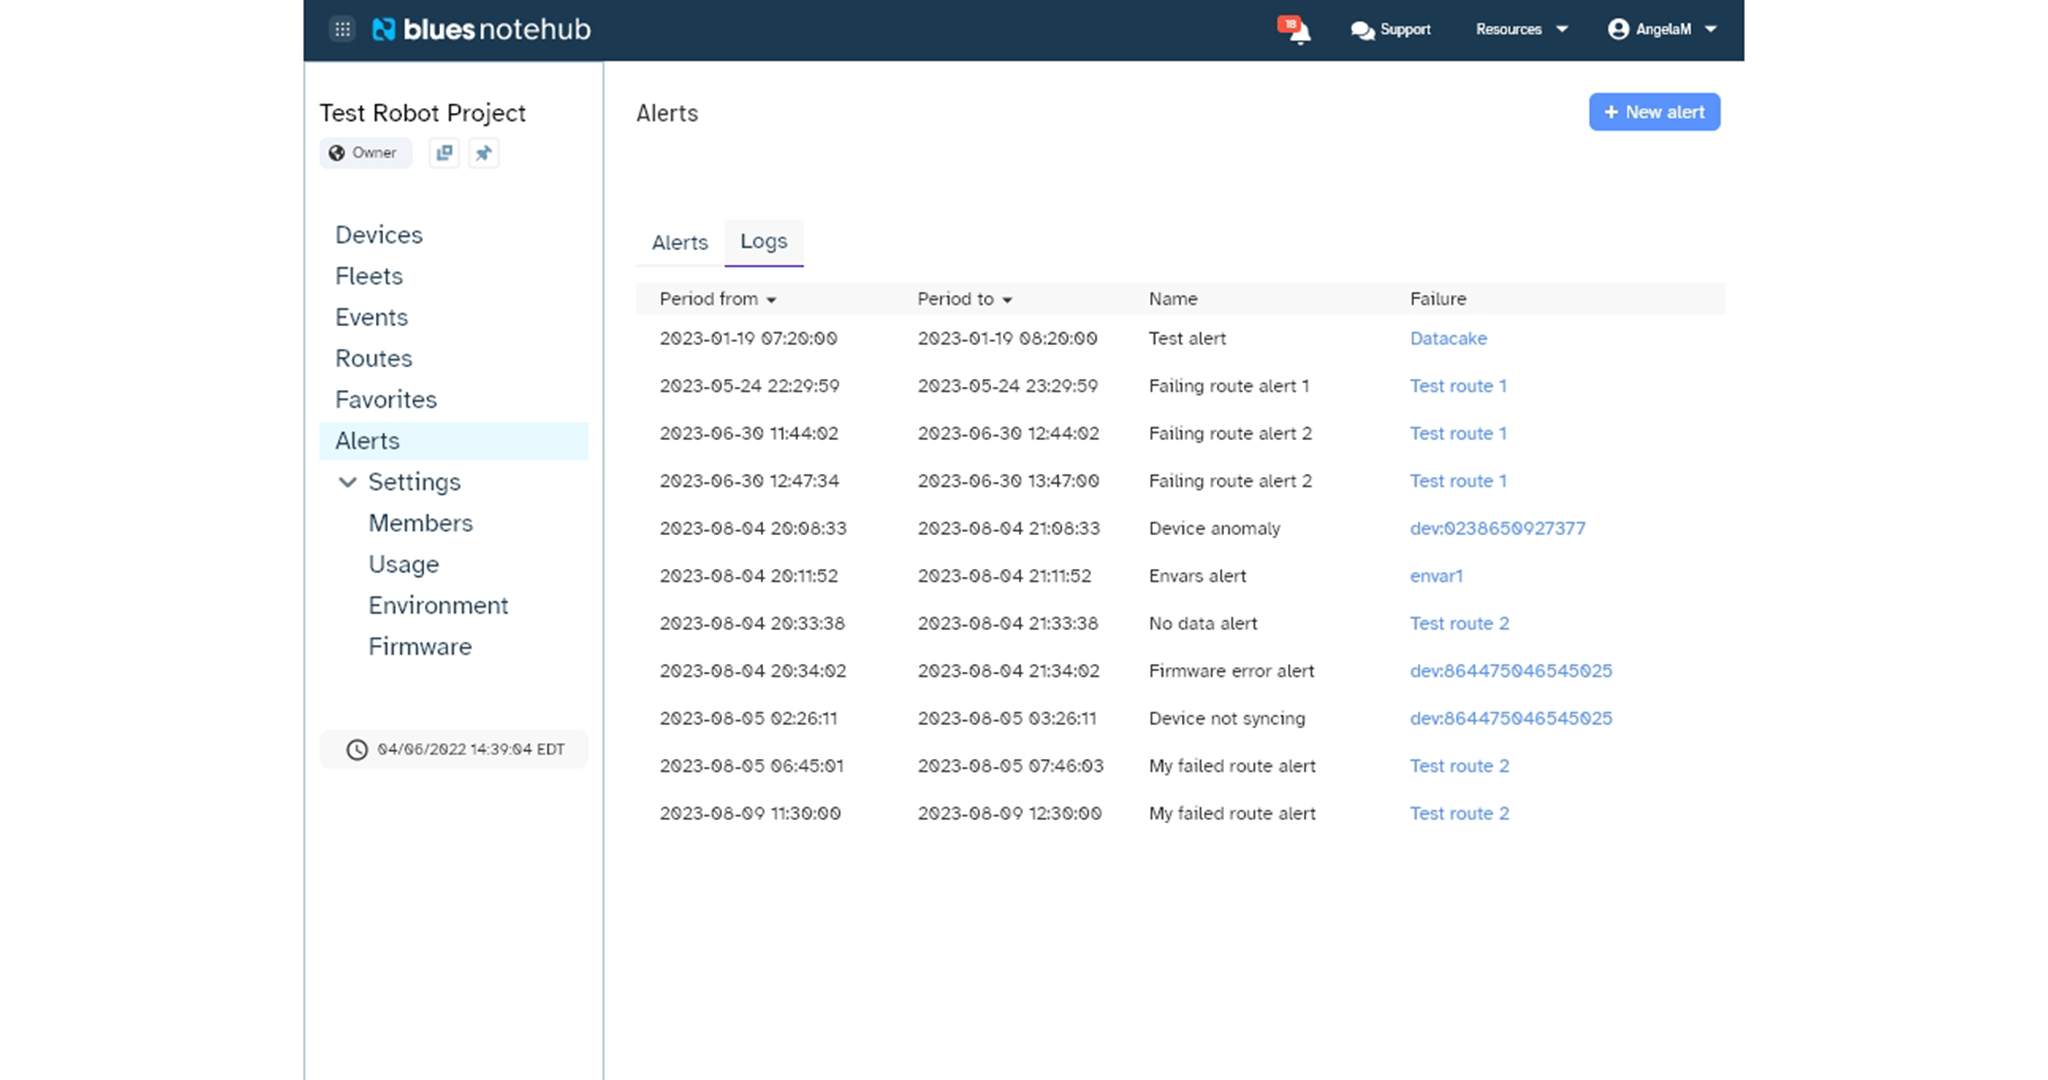 blues notehub
18
Support
Resources
AngelaM
Test Robot Project
Owner
Devices
Fleets
Events
Routes
Favorites
Alerts
Settings
Members
Usage
Environment
Firmware
04/06/2022 14:39:04 EDT
Alerts
+ New alert
Alerts Logs
Period from Period to Name Failure
2023-01-19 07:20:00 2023-01-19 08:20:00 Test alert Datacake
2023-05-24 22:29:59 2023-05-24 23:29:59 Failing route alert 1 Test route 1
2023-06-30 11:44:02 2023-06-30 12:44:02 Failing route alert 2 Test route 1
2023-06-30 12:47:34 2023-06-30 13:47:00 Failing route alert 2 Test route 1
2023-08-04 20:08:33 2023-08-04 21:08:33 Device anomaly dev:0238650927377
2023-08-04 20:11:52 2023-08-04 21:11:52 Envars alert envar1
2023-08-04 20:33:38 2023-08-04 21:33:38 No data alert Test route 2
2023-08-04 20:34:02 2023-08-04 21:34:02 Firmware error alert dev:864475046545025
2023-08-05 02:26:11 2023-08-05 03:26:11 Device not syncing dev:864475046545025
2023-08-05 06:45:01 2023-08-05 07:46:03 My failed route alert Test route 2
2023-08-09 11:30:00 2023-08-09 12:30:00 My failed route alert Test route 2